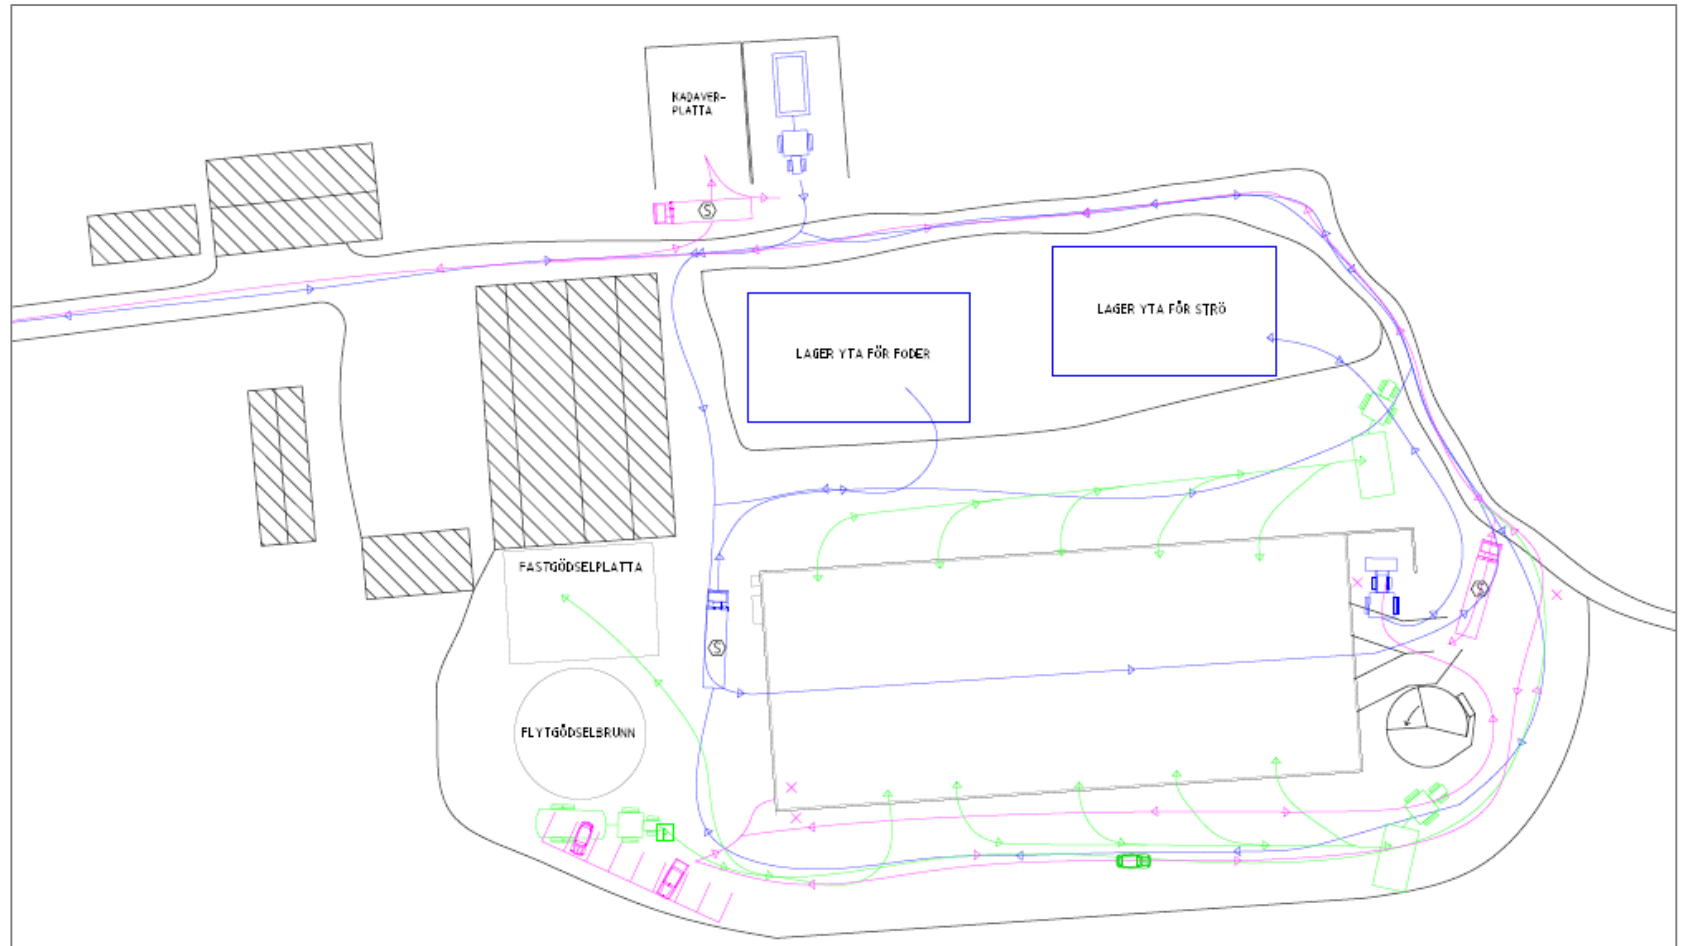 KADAVER-
PLATTA
S
LAGER YTA FÖR STRÖ
LAGER YTA FÖR FODER
FASTGÖDSELPLATTA
S
S
FLYTGÖDSELBRUNN